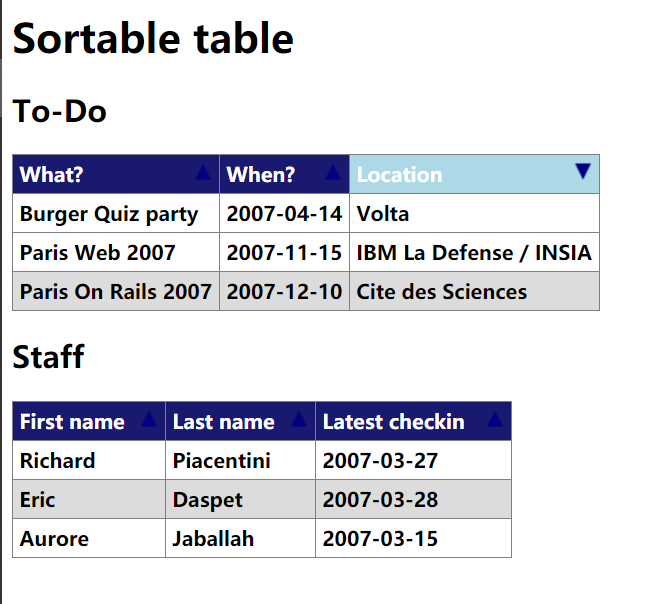 Sortable table
To-Do
What? ▲ When? ▲ Location ▼
Burger Quiz party 2007-04-14 Volta
Paris Web 2007 2007-11-15 IBM La Defense / INSIA
Paris On Rails 2007 2007-12-10 Cite des Sciences
Staff
First name ▲ Last name ▲ Latest checkin ▲
Richard Piacentini 2007-03-27
Eric Daspet 2007-03-28
Aurore Jaballah 2007-03-15